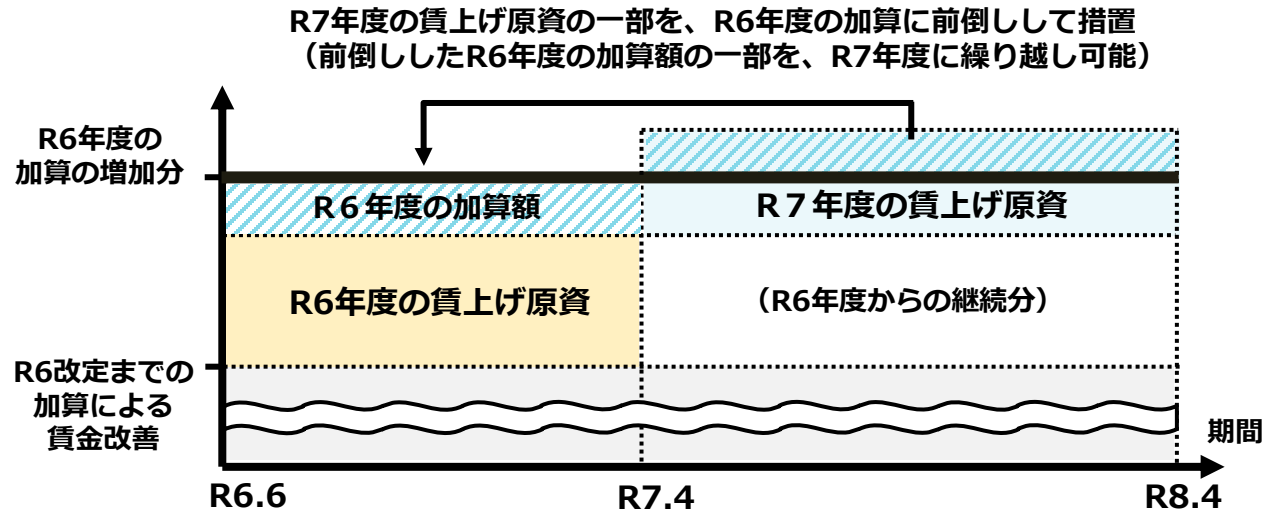 R7年度の賃上げ原資の一部を、R6年度の加算に前倒しして措置
（前倒ししたR6年度の加算額の一部を、R7年度に繰り越し可能）
R6年度の
加算の増加分
R６年度の加算額
R７年度の賃上げ原資
R6年度の賃上げ原資
（R6年度からの継続分）
R6改定までの
加算による
賃金改善
期間
R6.6
R7.4
R8.4